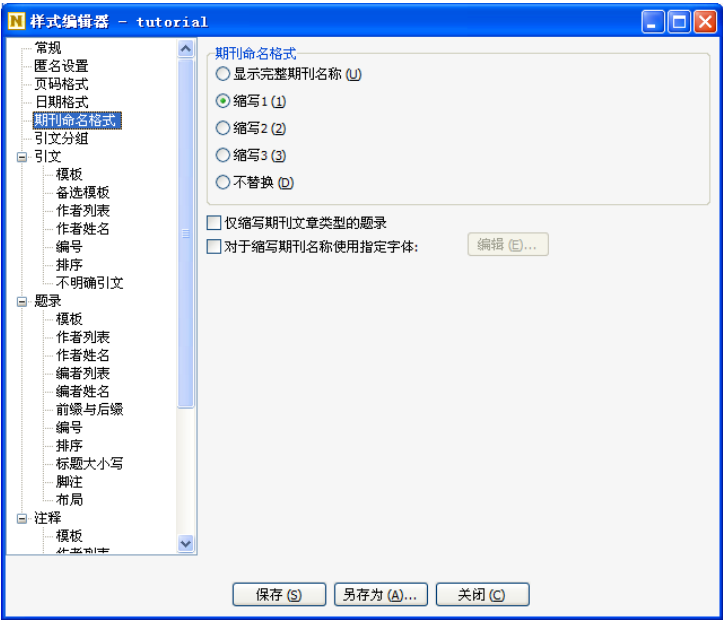 样式编辑器 - tutorial
常规
匿名设置
页码格式
日期格式
期刊命名格式
引文分组
引文
模板
备选模板
作者列表
作者姓名
编号
排序
不明确引文
题录
模板
作者列表
作者姓名
编者列表
编者姓名
前缀与后缀
编号
排序
标题大小写
脚注
布局
注释
模板
作者列表
期刊命名格式
显示完整期刊名称(U)
缩写1(1)
缩写2(2)
缩写3(3)
不替换(D)
仅缩写期刊文章类型的题录
对于缩写期刊名称使用指定字体:
编辑(E)...
保存(S)
另存为(A)...
关闭(C)